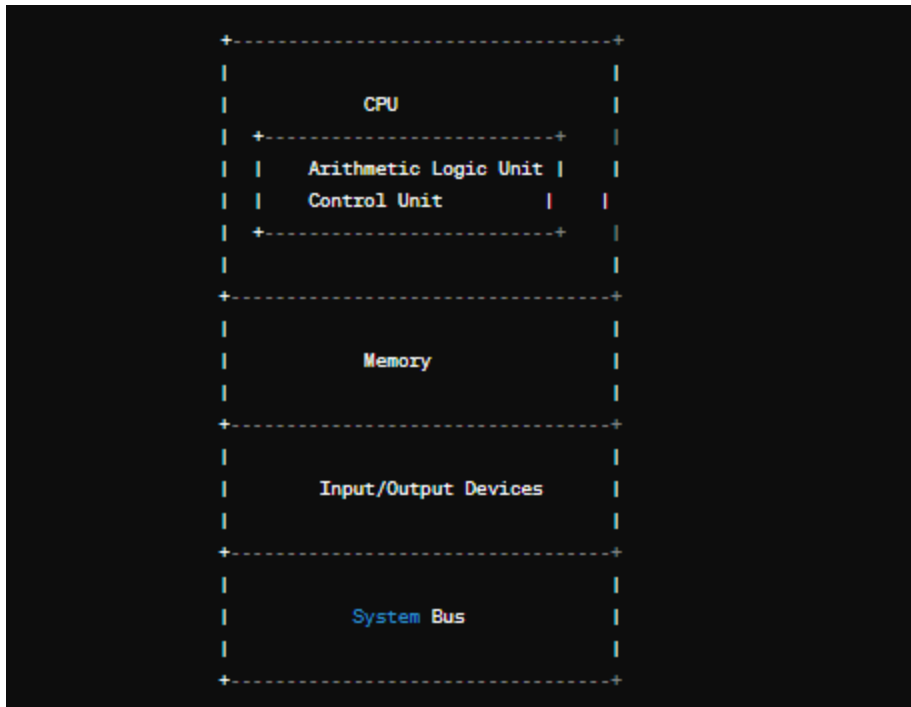 CPU
Arithmetic Logic Unit
Control Unit
Memory
Input/Output Devices
System Bus